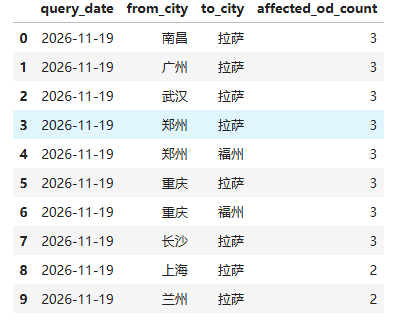 query_date from_city to_city affected_od_count
0 2026-11-19 南昌 拉萨 3
1 2026-11-19 广州 拉萨 3
2 2026-11-19 武汉 拉萨 3
3 2026-11-19 郑州 拉萨 3
4 2026-11-19 郑州 福州 3
5 2026-11-19 重庆 拉萨 3
6 2026-11-19 重庆 福州 3
7 2026-11-19 长沙 拉萨 3
8 2026-11-19 上海 拉萨 2
9 2026-11-19 兰州 拉萨 2